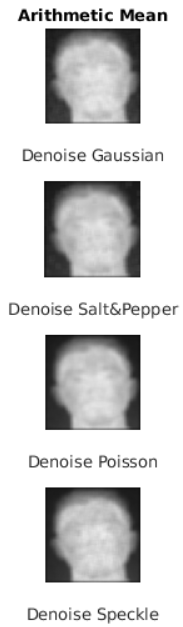 Arithmetic Mean
Denoise Gaussian
Denoise Salt&Pepper
Denoise Poisson
Denoise Speckle